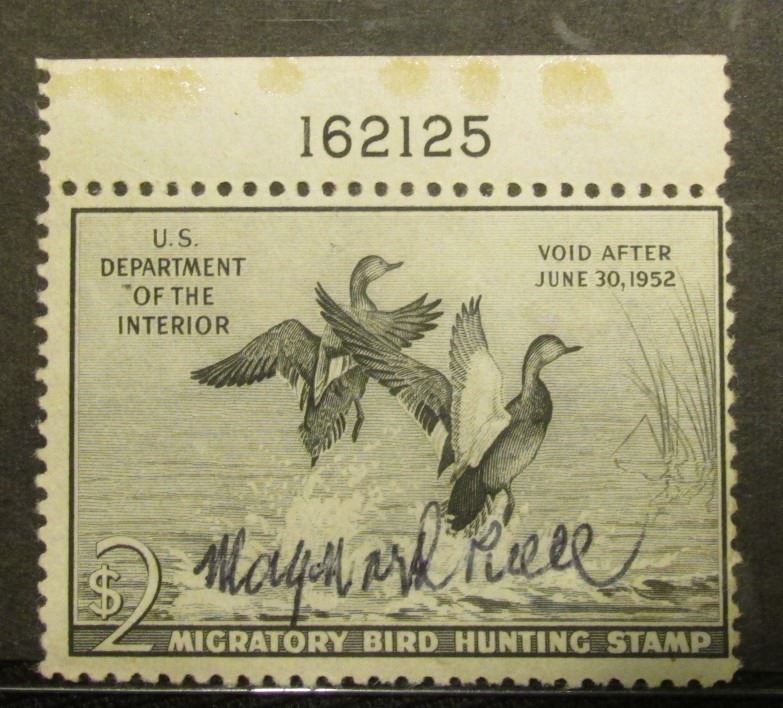 162125
U.S.
DEPARTMENT
OF THE
INTERIOR
VOID AFTER
JUNE 30, 1952
Maynard Reece
$2
MIGRATORY BIRD HUNTING STAMP